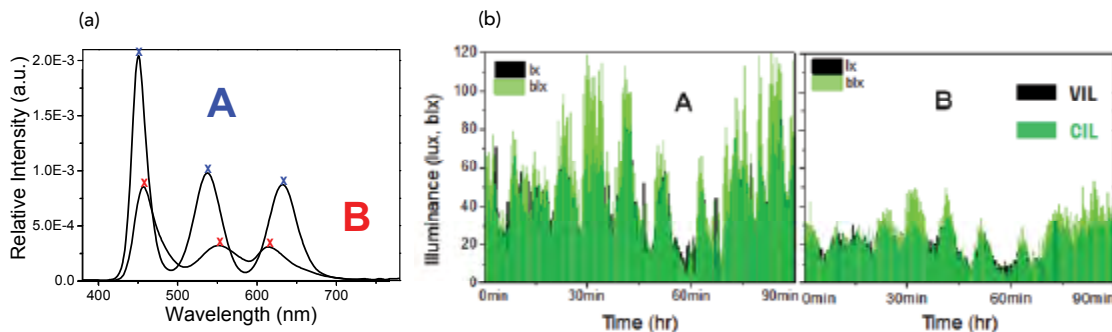 (a)
2.0E-3
1.5E-3
1.0E-3
5.0E-4
0.0
Relative Intensity (a.u.)
A
B
x
x
x
x
x
x
400
500
600
700
Wavelength (nm)
(b)
120
100
80
60
40
20
0
Illuminance (lux, blx)
lx
blx
A
0min
30min
60min
90min
Time (hr)
lx
blx
B
VIL
CIL
0min
30min
60min
90min
Time (hr)